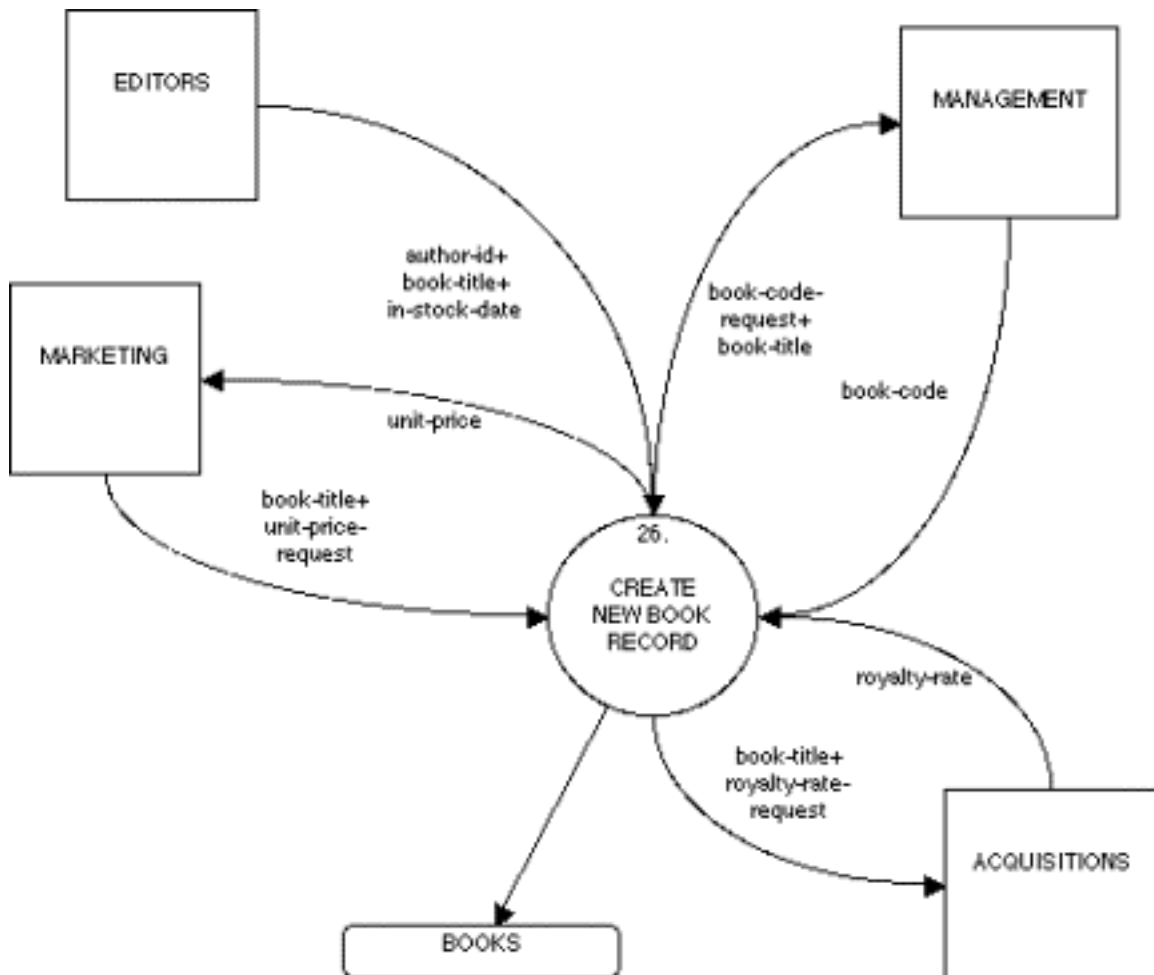 EDITORS
MANAGEMENT
author-id+
book-title+
in-stock-date
book-code-
request+
book-title
MARKETING
book-code
unit-price
book-title+
unit-price-
request
26.
CREATE
NEW BOOK
RECORD
royalty-rate
book-title+
royalty-rate-
request
ACQUISITIONS
BOOKS